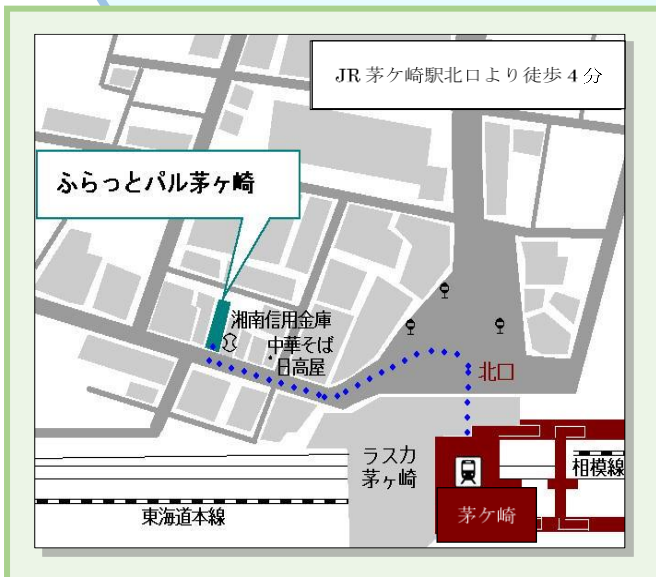 JR茅ケ崎駅北口より徒歩4分
ふらっとパル茅ヶ崎
湘南信用金庫
中華そば
日高屋
北口
ラスカ
茅ヶ崎
相模線
茅ケ崎
東海道本線